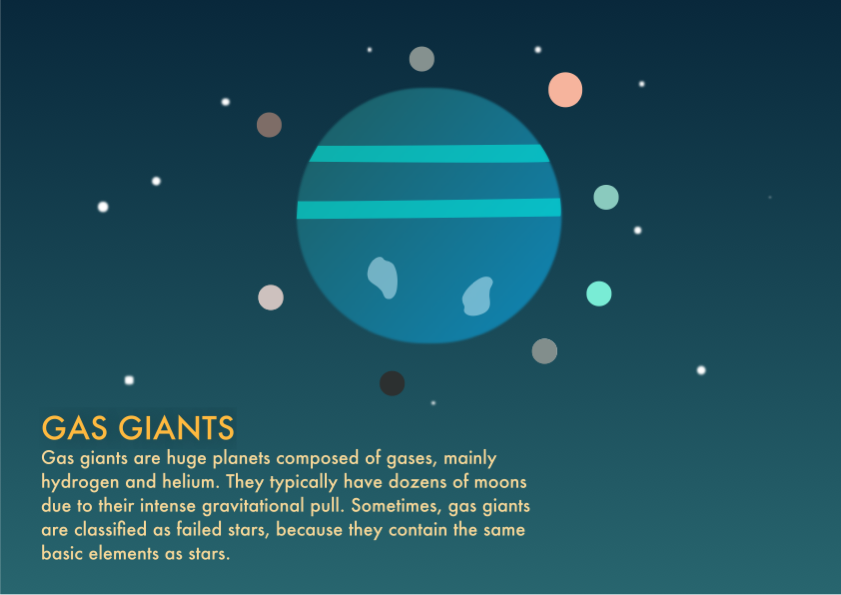 GAS GIANTS
Gas giants are huge planets composed of gases, mainly
hydrogen and helium. They typically have dozens of moons
due to their intense gravitational pull. Sometimes, gas giants
are classified as failed stars, because they contain the same
basic elements as stars.